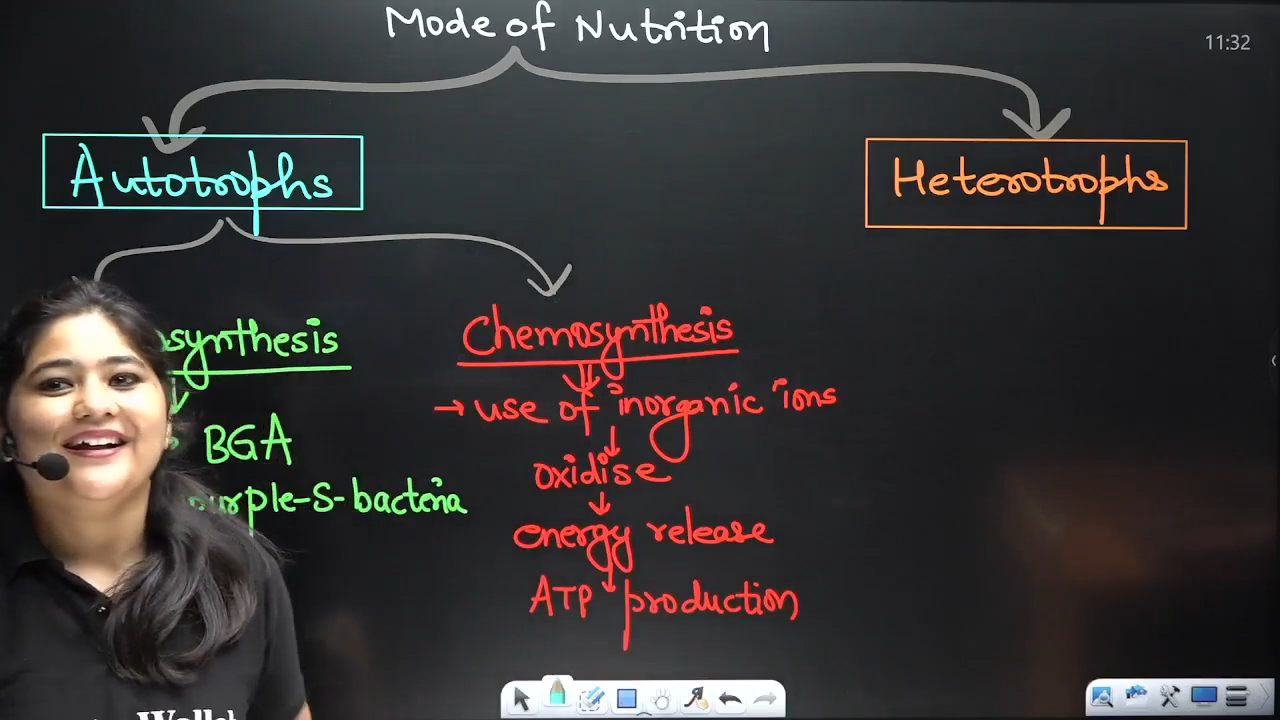 Mode of Nutrition
11:32
Autotrophs
Heterotrophs
synthesis
Chemosynthesis
→ use of inorganic ions
BGA
oxidise
purple-S-bacteria
energy release
ATP production